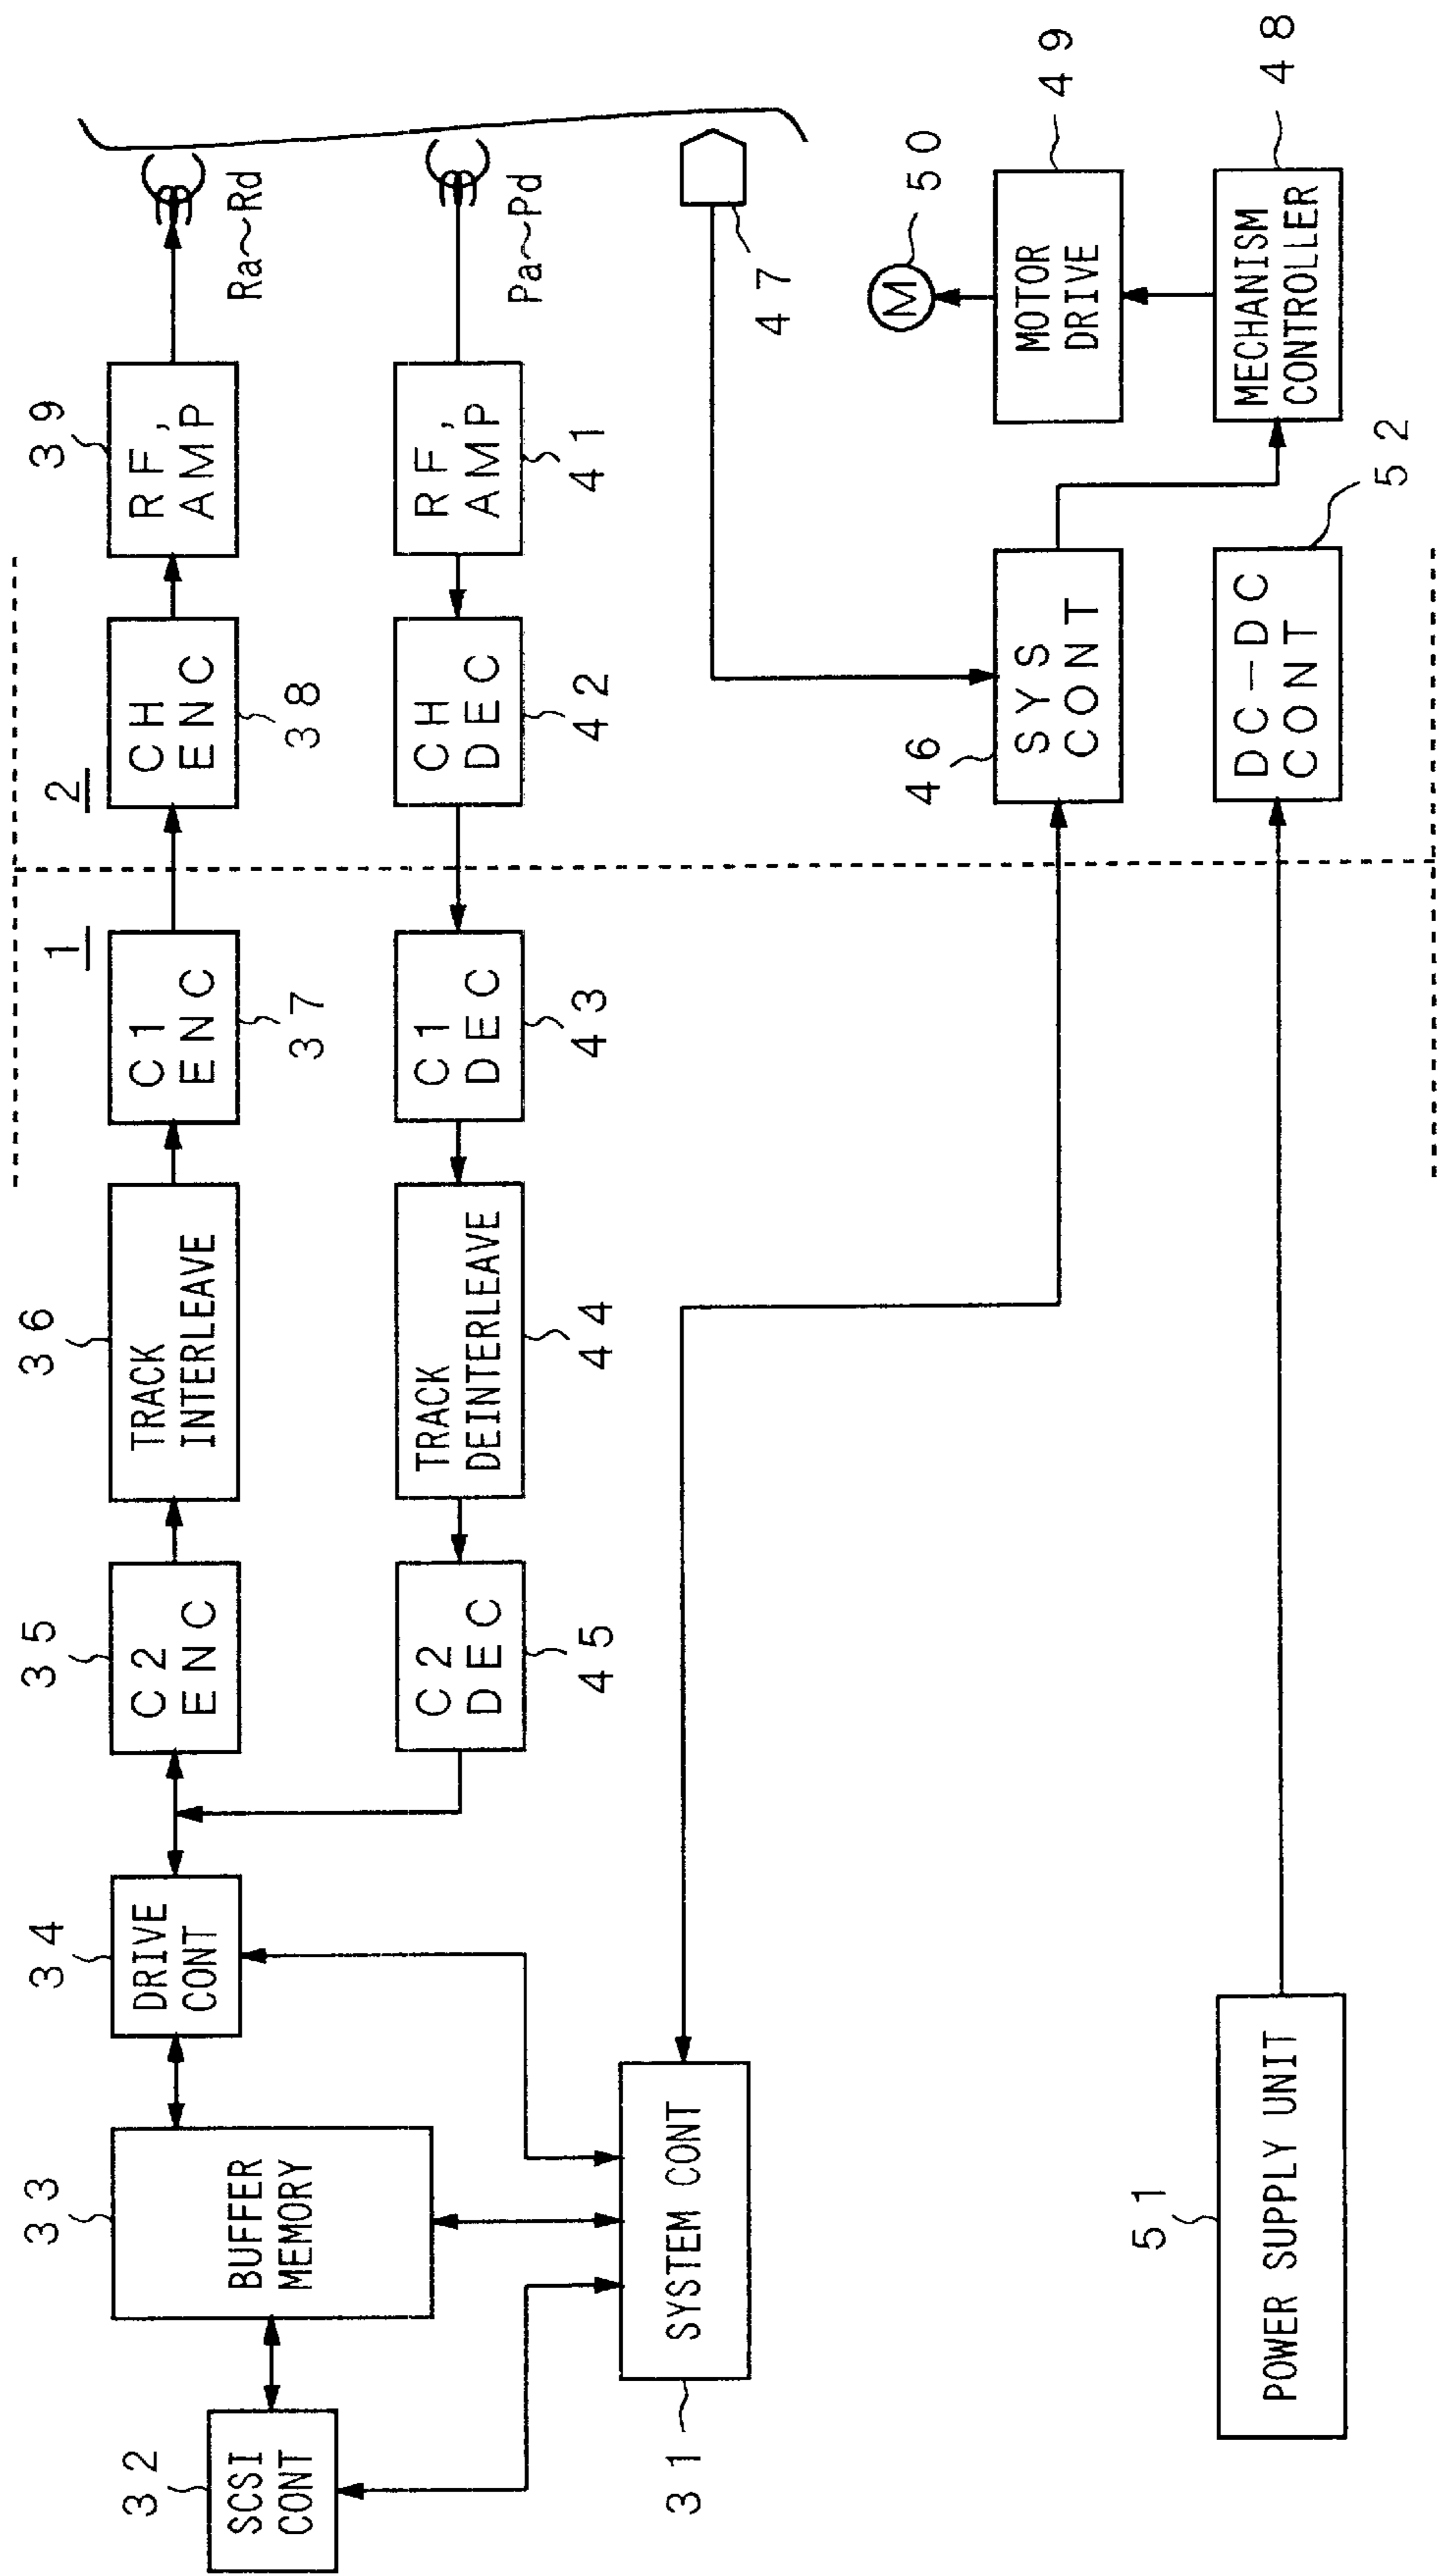 32
SCSI
CONT
33
BUFFER
MEMORY
34
DRIVE
CONT
35
C2
ENC
36
TRACK
INTERLEAVE
1
C1
ENC
37
2
CH
ENC
38
39
RF,
AMP
Ra~Rd
C2
DEC
45
TRACK
DEINTERLEAVE
44
C1
DEC
43
CH
DEC
42
RF,
AMP
41
Pa~Pd
31
SYSTEM CONT
47
46
SYS
CONT
50
M
MOTOR
DRIVE
49
MECHANISM
CONTROLLER
48
51
POWER SUPPLY UNIT
DC-DC
CONT
52